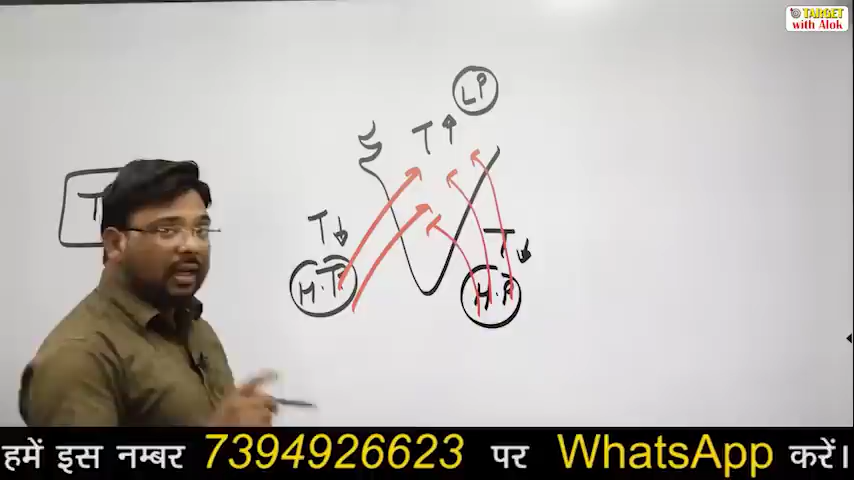 TARGET
with Alok
LP
T↑
T
T↓
T↓
H.P
H.P
हमें इस नम्बर 7394926623 पर WhatsApp करें।